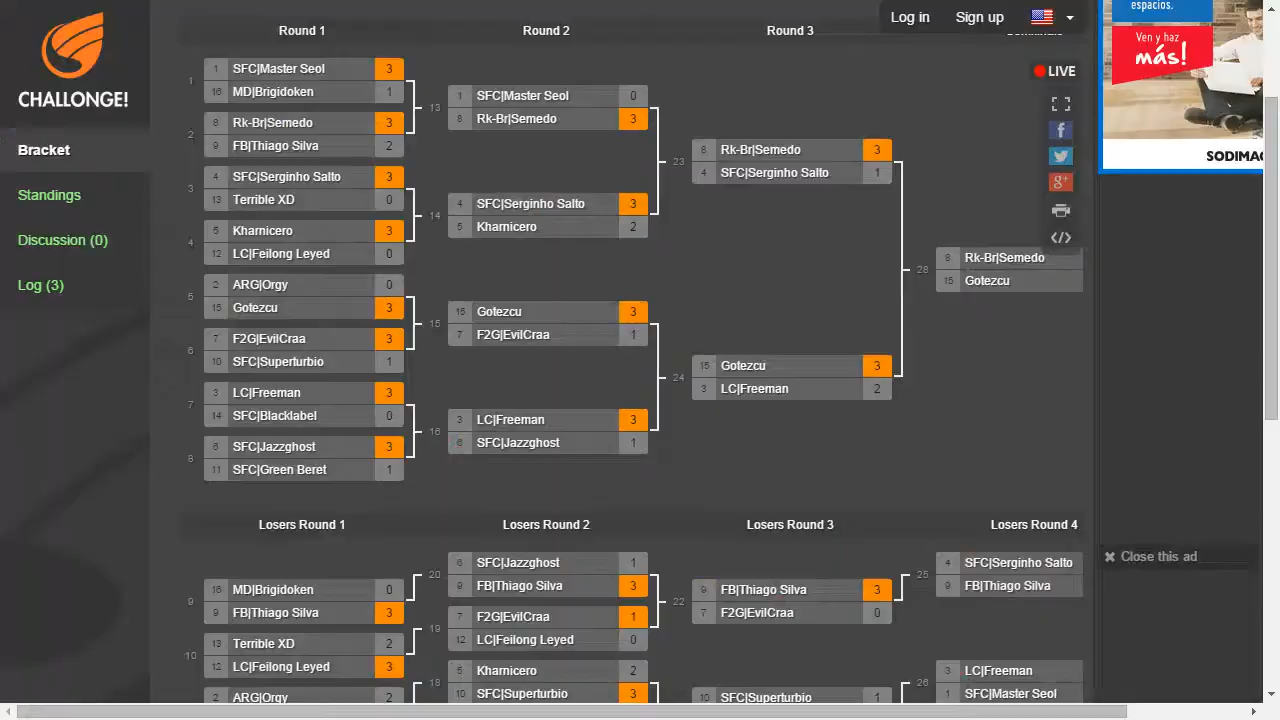 Log in Sign up
Round 1 Round 2 Round 3
CHALLONGE!
Bracket
Standings
Discussion (0)
Log (3)
LIVE
1
1 SFC|Master Seol 3
16 MD|Brigidoken 1
2
8 Rk-Br|Semedo 3
9 FB|Thiago Silva 2
3
4 SFC|Serginho Salto 3
13 Terrible XD 0
4
5 Kharnicero 3
12 LC|Feilong Leyed 0
5
2 ARG|Orgy 0
15 Gotezcu 3
6
7 F2G|EvilCraa 3
10 SFC|Superturbio 1
7
3 LC|Freeman 3
14 SFC|Blacklabel 0
8
6 SFC|Jazzghost 3
11 SFC|Green Beret 1
13
1 SFC|Master Seol 0
8 Rk-Br|Semedo 3
14
4 SFC|Serginho Salto 3
5 Kharnicero 2
15
15 Gotezcu 3
7 F2G|EvilCraa 1
16
3 LC|Freeman 3
6 SFC|Jazzghost 1
23
8 Rk-Br|Semedo 3
4 SFC|Serginho Salto 1
24
15 Gotezcu 3
3 LC|Freeman 2
28
8 Rk-Br|Semedo
15 Gotezcu
Losers Round 1 Losers Round 2 Losers Round 3 Losers Round 4
9
16 MD|Brigidoken 0
9 FB|Thiago Silva 3
10
13 Terrible XD 2
12 LC|Feilong Leyed 3
2 ARG|Orgy 2
20
6 SFC|Jazzghost 1
9 FB|Thiago Silva 3
19
7 F2G|EvilCraa 1
12 LC|Feilong Leyed 0
18
5 Kharnicero 2
10 SFC|Superturbio 3
22
9 FB|Thiago Silva 3
7 F2G|EvilCraa 0
10 SFC|Superturbio 1
25
4 SFC|Serginho Salto
9 FB|Thiago Silva
26
3 LC|Freeman
1 SFC|Master Seol
espacios.
Ven y haz
más!
SODIMAC
Close this ad